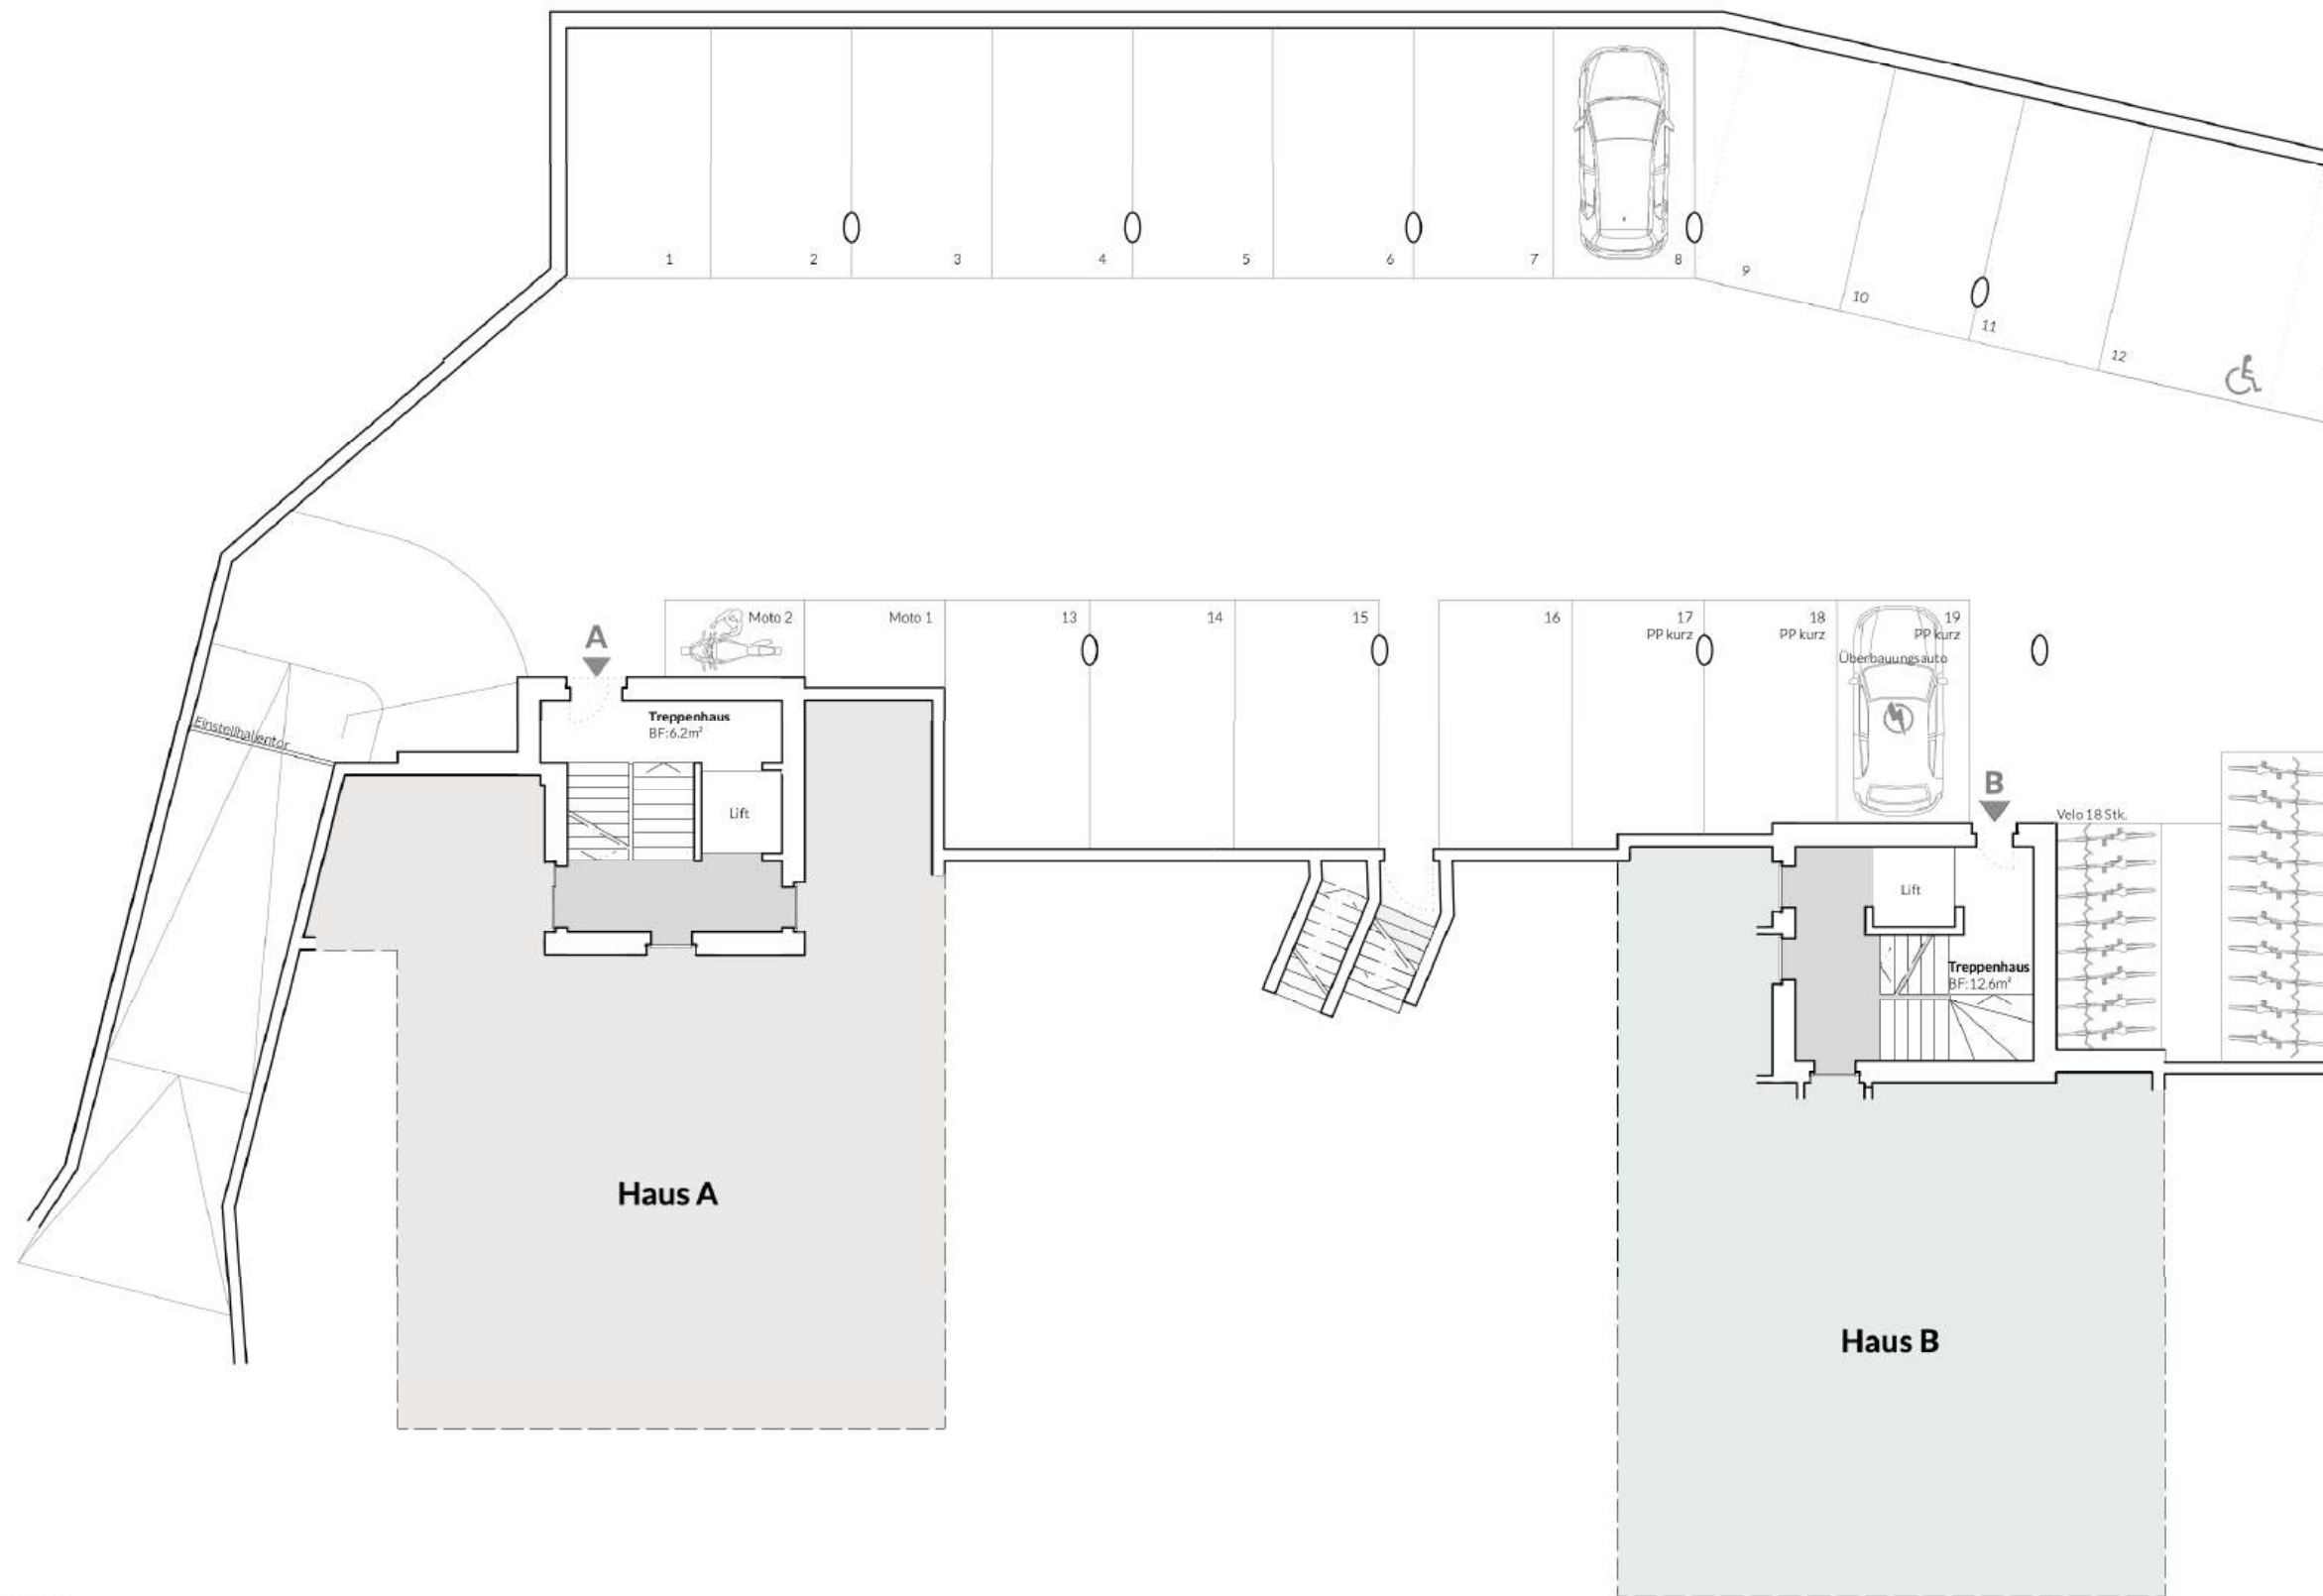 1
2
3
4
5
6
7
8
9
10
11
12
A
Moto 2
Moto 1
13
14
15
16
17
PP kurz
18
PP kurz
19
PP kurz
Überbauungsauto
Einstellhallentor
Treppenhaus
BF:6.2m²
Lift
B
Velo 18 Stk.
Lift
Treppenhaus
BF:12.6m²
Haus A
Haus B